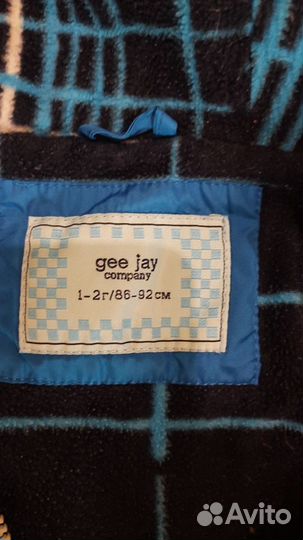 gee jay
company
1-2г/86-92см
Avito